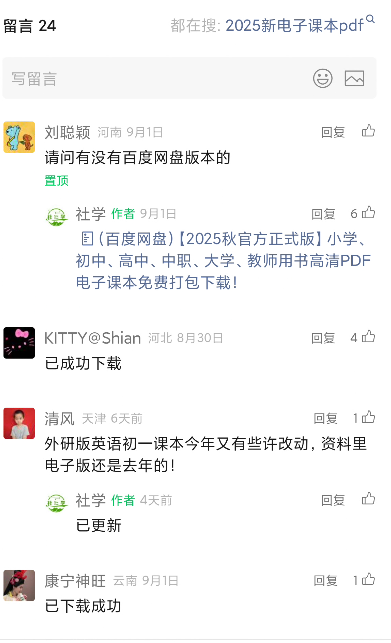 留言 24
都在搜: 2025新电子课本pdf
写留言
刘聪颖 河南 9月1日 回复
请问有没有百度网盘版本的
置顶
社学 作者 9月1日 回复 6
（百度网盘）【2025秋官方正式版】小学、
初中、高中、中职、大学、教师用书高清PDF
电子课本免费打包下载！
KITTY@Shian 河北 8月30日 回复 4
已成功下载
清风 天津 6天前 回复 1
外研版英语初一课本今年又有些许改动，资料里
电子版还是去年的！
社学 作者 4天前 回复
已更新
康宁神旺 云南 9月1日 回复 1
已下载成功